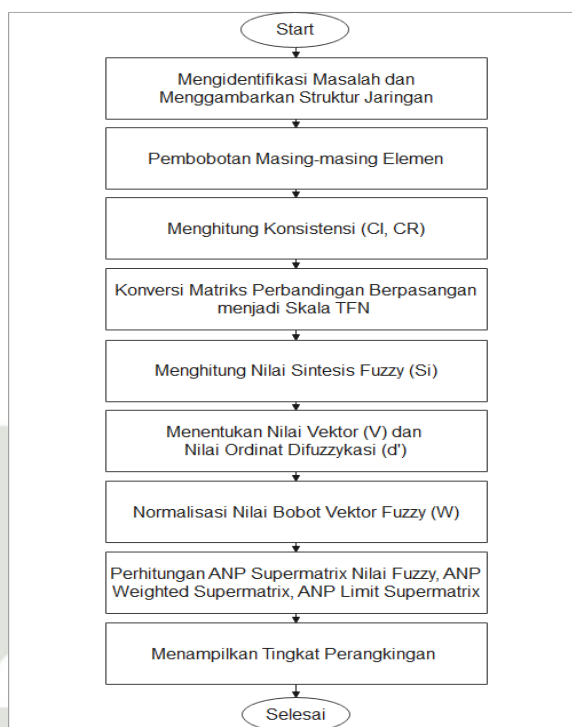 Start
Mengidentifikasi Masalah dan
Menggambarkan Struktur Jaringan
Pembobotan Masing-masing Elemen
Menghitung Konsistensi (CI, CR)
Konversi Matriks Perbandingan Berpasangan
menjadi Skala TFN
Menghitung Nilai Sintesis Fuzzy (Si)
Menentukan Nilai Vektor (V) dan
Nilai Ordinat Difuzzykasi (d')
Normalisasi Nilai Bobot Vektor Fuzzy (W)
Perhitungan ANP Supermatrix Nilai Fuzzy, ANP
Weighted Supermatrix, ANP Limit Supermatrix
Menampilkan Tingkat Perangkingan
Selesai